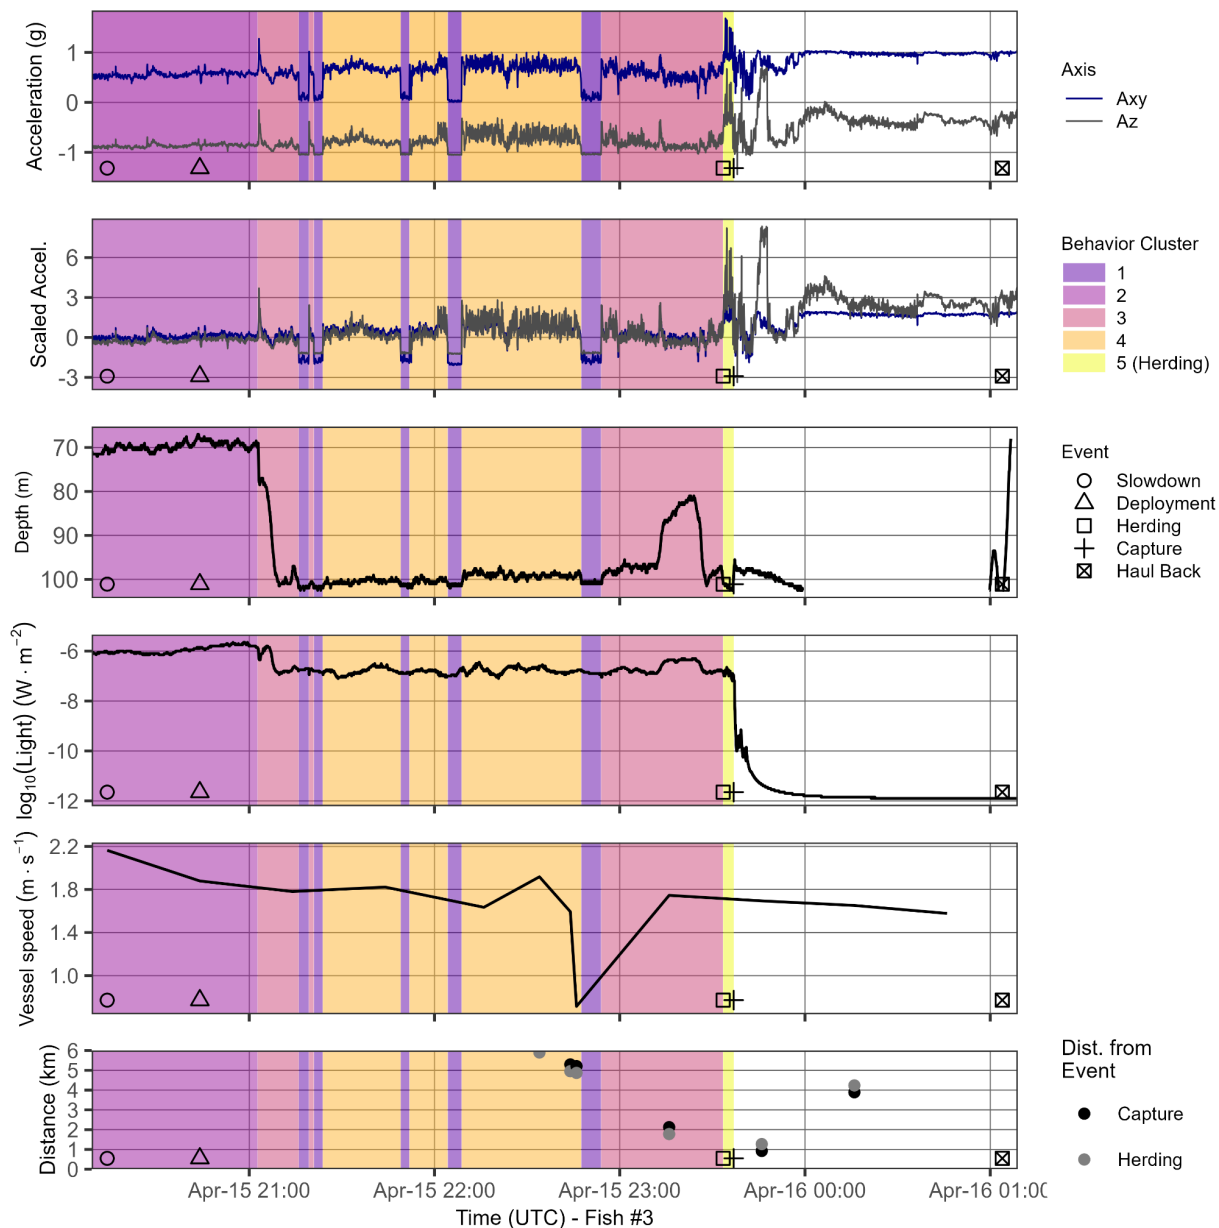 Acceleration (g)
1
0
-1
Axis
Axy
Az
Scaled Accel.
6
3
0
-3
Behavior Cluster
1
2
3
4
5 (Herding)
Depth (m)
70
80
90
100
Event
Slowdown
Deployment
Herding
Capture
Haul Back
log₁₀(Light) (W · m⁻²)
-6
-8
-10
-12
Vessel speed (m · s⁻¹)
2.2
1.8
1.4
1.0
Distance (km)
6
5
4
3
2
1
0
Dist. from
Event
Capture
Herding
Apr-15 21:00 Apr-15 22:00 Apr-15 23:00 Apr-16 00:00 Apr-16 01:0
Time (UTC) - Fish #3